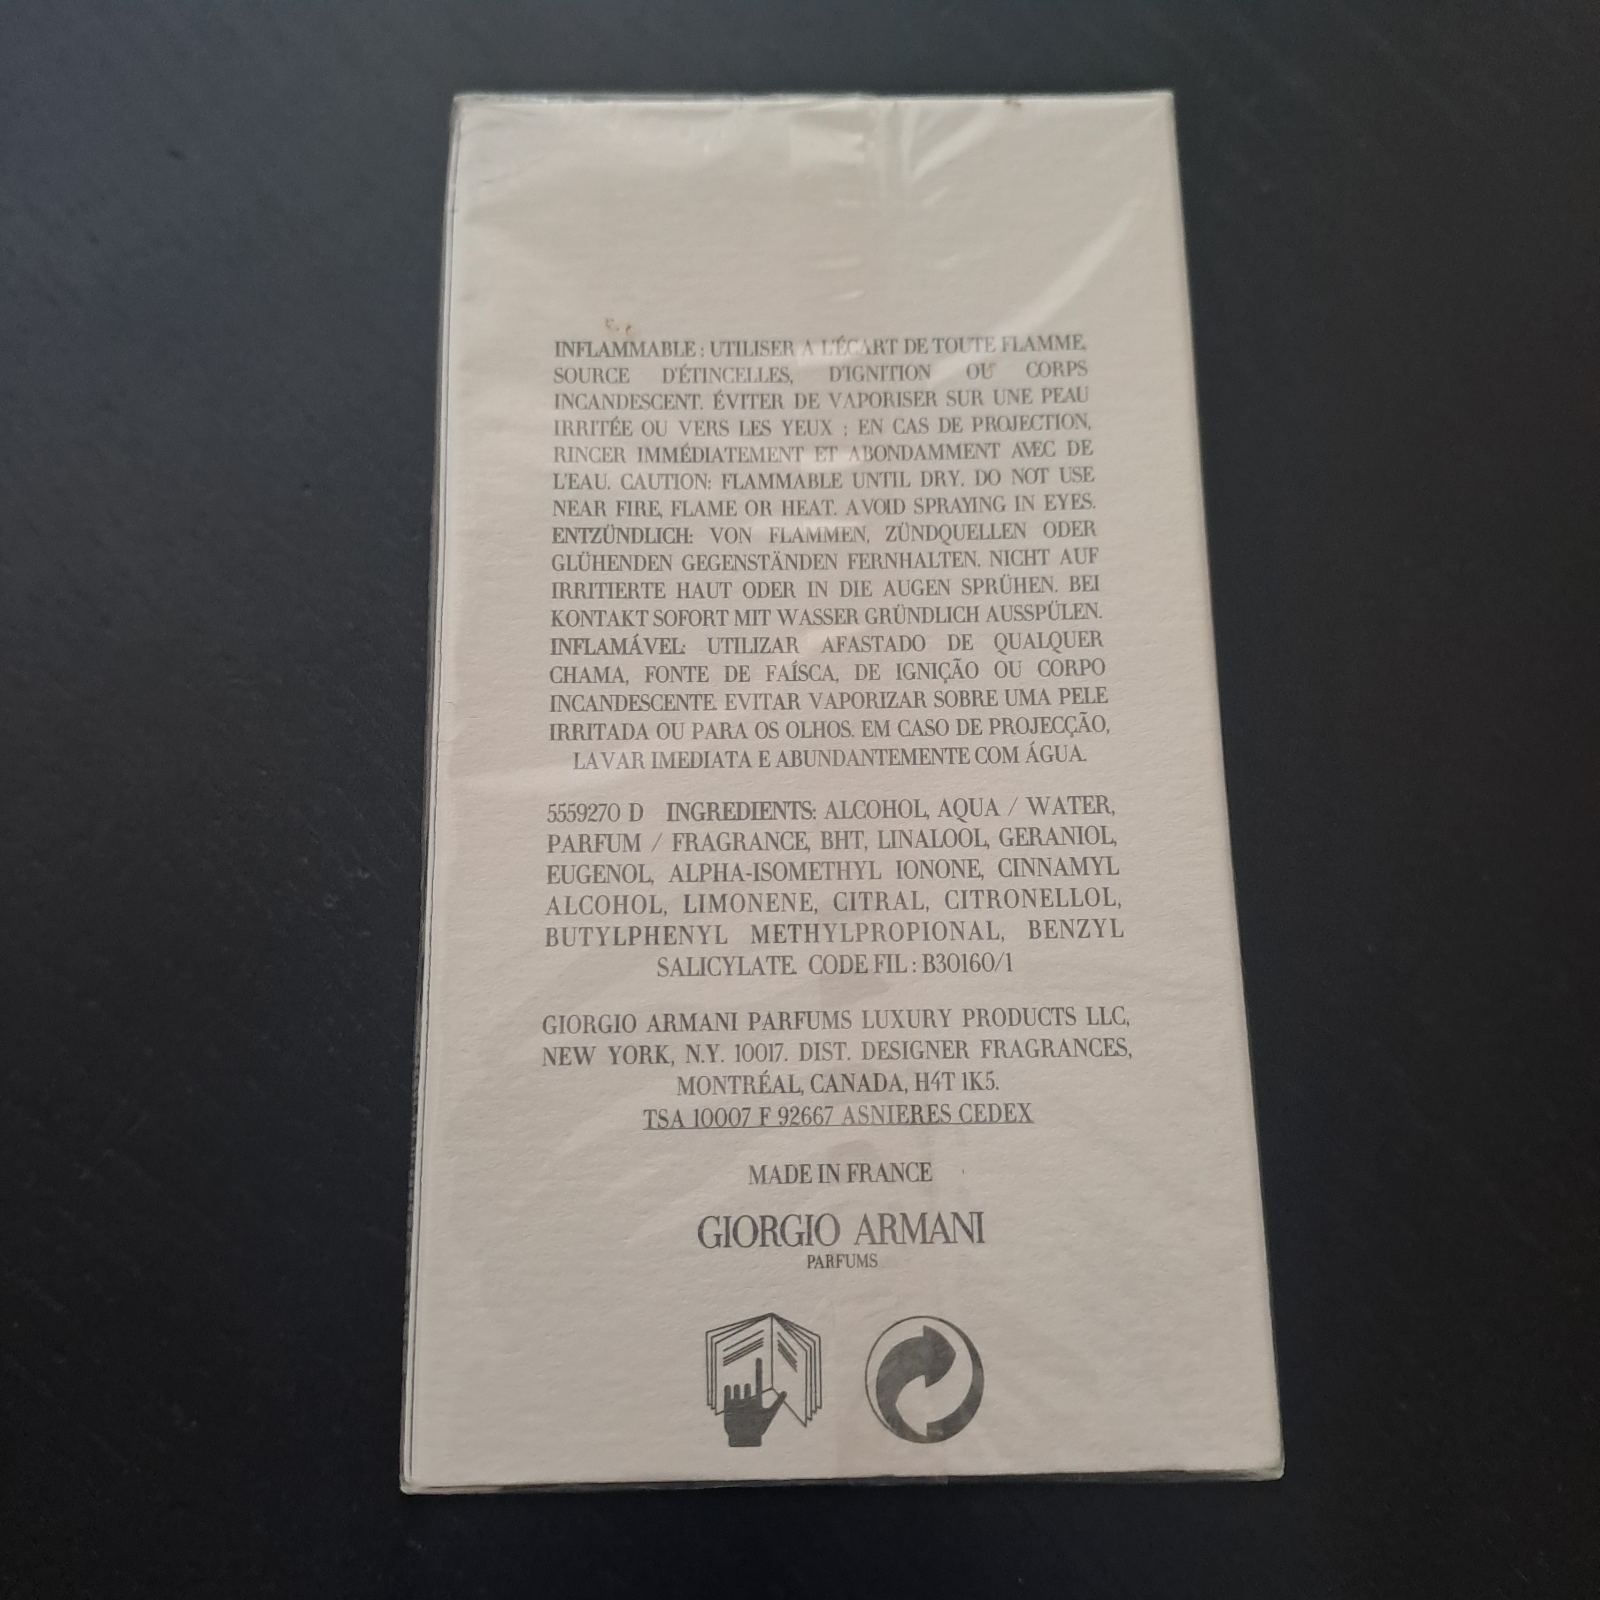 INFLAMMABLE : UTILISER A L'ÉCART DE TOUTE FLAMME,
SOURCE D'ÉTINCELLES, D'IGNITION OU CORPS
INCANDESCENT. ÉVITER DE VAPORISER SUR UNE PEAU
IRRITÉE OU VERS LES YEUX ; EN CAS DE PROJECTION,
RINCER IMMÉDIATEMENT ET ABONDAMMENT AVEC DE
L'EAU. CAUTION: FLAMMABLE UNTIL DRY. DO NOT USE
NEAR FIRE, FLAME OR HEAT. AVOID SPRAYING IN EYES.
ENTZÜNDLICH: VON FLAMMEN, ZÜNDQUELLEN ODER
GLÜHENDEN GEGENSTÄNDEN FERNHALTEN. NICHT AUF
IRRITIERTE HAUT ODER IN DIE AUGEN SPRÜHEN. BEI
KONTAKT SOFORT MIT WASSER GRÜNDLICH AUSSPÜLEN.
INFLAMÁVEL: UTILIZAR AFASTADO DE QUALQUER
CHAMA, FONTE DE FAÍSCA, DE IGNIÇÃO OU CORPO
INCANDESCENTE. EVITAR VAPORIZAR SOBRE UMA PELE
IRRITADA OU PARA OS OLHOS. EM CASO DE PROJECÇÃO,
LAVAR IMEDIATA E ABUNDANTEMENTE COM ÁGUA.
5559270 D INGREDIENTS: ALCOHOL, AQUA / WATER,
PARFUM / FRAGRANCE, BHT, LINALOOL, GERANIOL,
EUGENOL, ALPHA-ISOMETHYL IONONE, CINNAMYL
ALCOHOL, LIMONENE, CITRAL, CITRONELLOL,
BUTYLPHENYL METHYLPROPIONAL, BENZYL
SALICYLATE. CODE FIL : B30160/1
GIORGIO ARMANI PARFUMS LUXURY PRODUCTS LLC,
NEW YORK, N.Y. 10017. DIST. DESIGNER FRAGRANCES,
MONTRÉAL, CANADA, H4T 1K5.
TSA 10007 F 92667 ASNIERES CEDEX
MADE IN FRANCE
GIORGIO ARMANI
PARFUMS